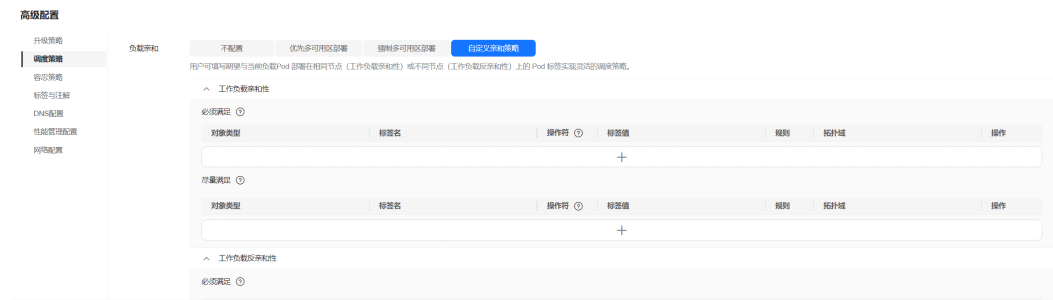 高级配置
升级策略
调度策略
容忍策略
标签与注解
DNS配置
性能管理配置
网络配置
负载亲和
不配置 优先多可用区部署 强制多可用区部署 自定义亲和策略
用户可填写期望与当前负载Pod 部署在相同节点（工作负载亲和性）或不同节点（工作负载反亲和性）上的 Pod 标签实现灵活的调度策略。
工作负载亲和性
必须满足 ?
对象类型 标签名 操作符 ? 标签值 规则 拓扑域 操作
+
尽量满足 ?
对象类型 标签名 操作符 ? 标签值 规则 拓扑域 操作
+
工作负载反亲和性
必须满足 ?